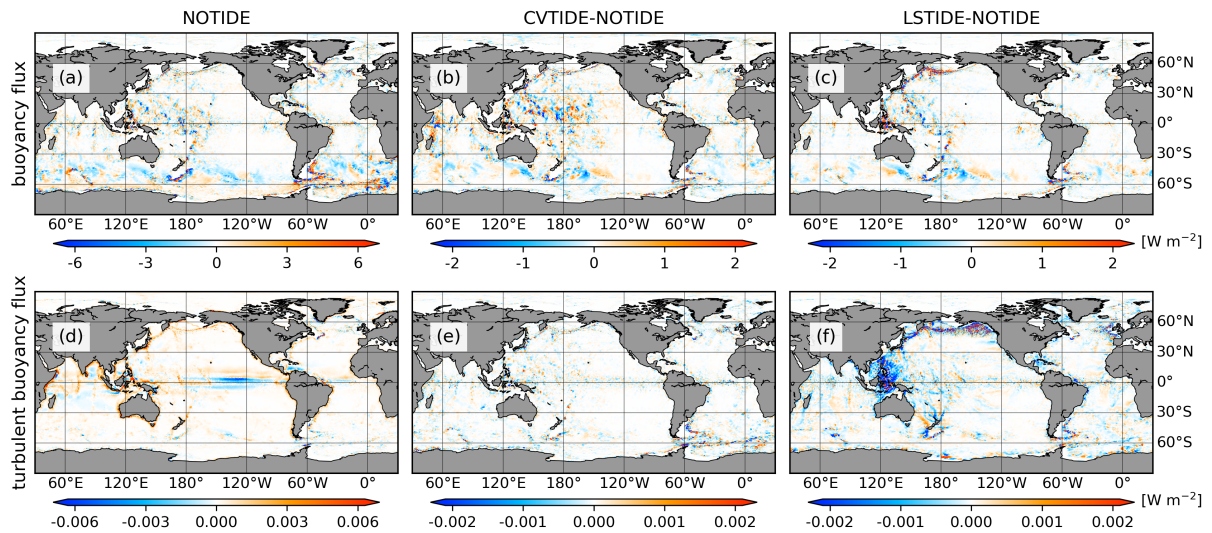 NOTIDE CVTIDE-NOTIDE LSTIDE-NOTIDE
buoyancy flux
(a) (b) (c)
60°N
30°N
0°
30°S
60°S
60°E 120°E 180° 120°W 60°W 0° 60°E 120°E 180° 120°W 60°W 0° 60°E 120°E 180° 120°W 60°W 0°
-6 -3 0 3 6 -2 -1 0 1 2 -2 -1 0 1 2 [W m⁻²]
turbulent buoyancy flux
(d) (e) (f)
60°N
30°N
0°
30°S
60°S
60°E 120°E 180° 120°W 60°W 0° 60°E 120°E 180° 120°W 60°W 0° 60°E 120°E 180° 120°W 60°W 0°
-0.006 -0.003 0.000 0.003 0.006 -0.002 -0.001 0.000 0.001 0.002 -0.002 -0.001 0.000 0.001 0.002 [W m⁻²]